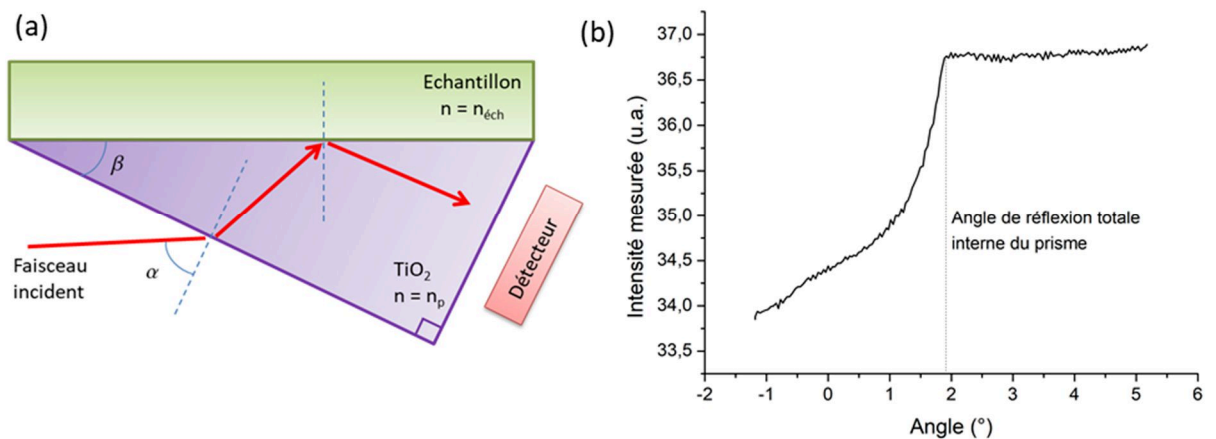 (a)
Echantillon
n = néch
β
Faisceau
incident
α
TiO2
n = np
Détecteur
(b)
Intensité mesurée (u.a.)
37,0
36,5
36,0
35,5
35,0
34,5
34,0
33,5
Angle de réflexion totale
interne du prisme
-2 -1 0 1 2 3 4 5 6
Angle (°)